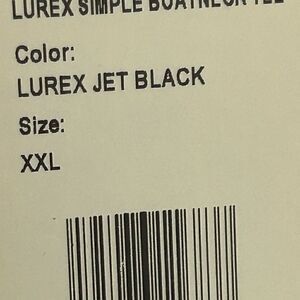 LUREX SIMPLE BOATNECK TEE
Color:
LUREX JET BLACK
Size:
XXL